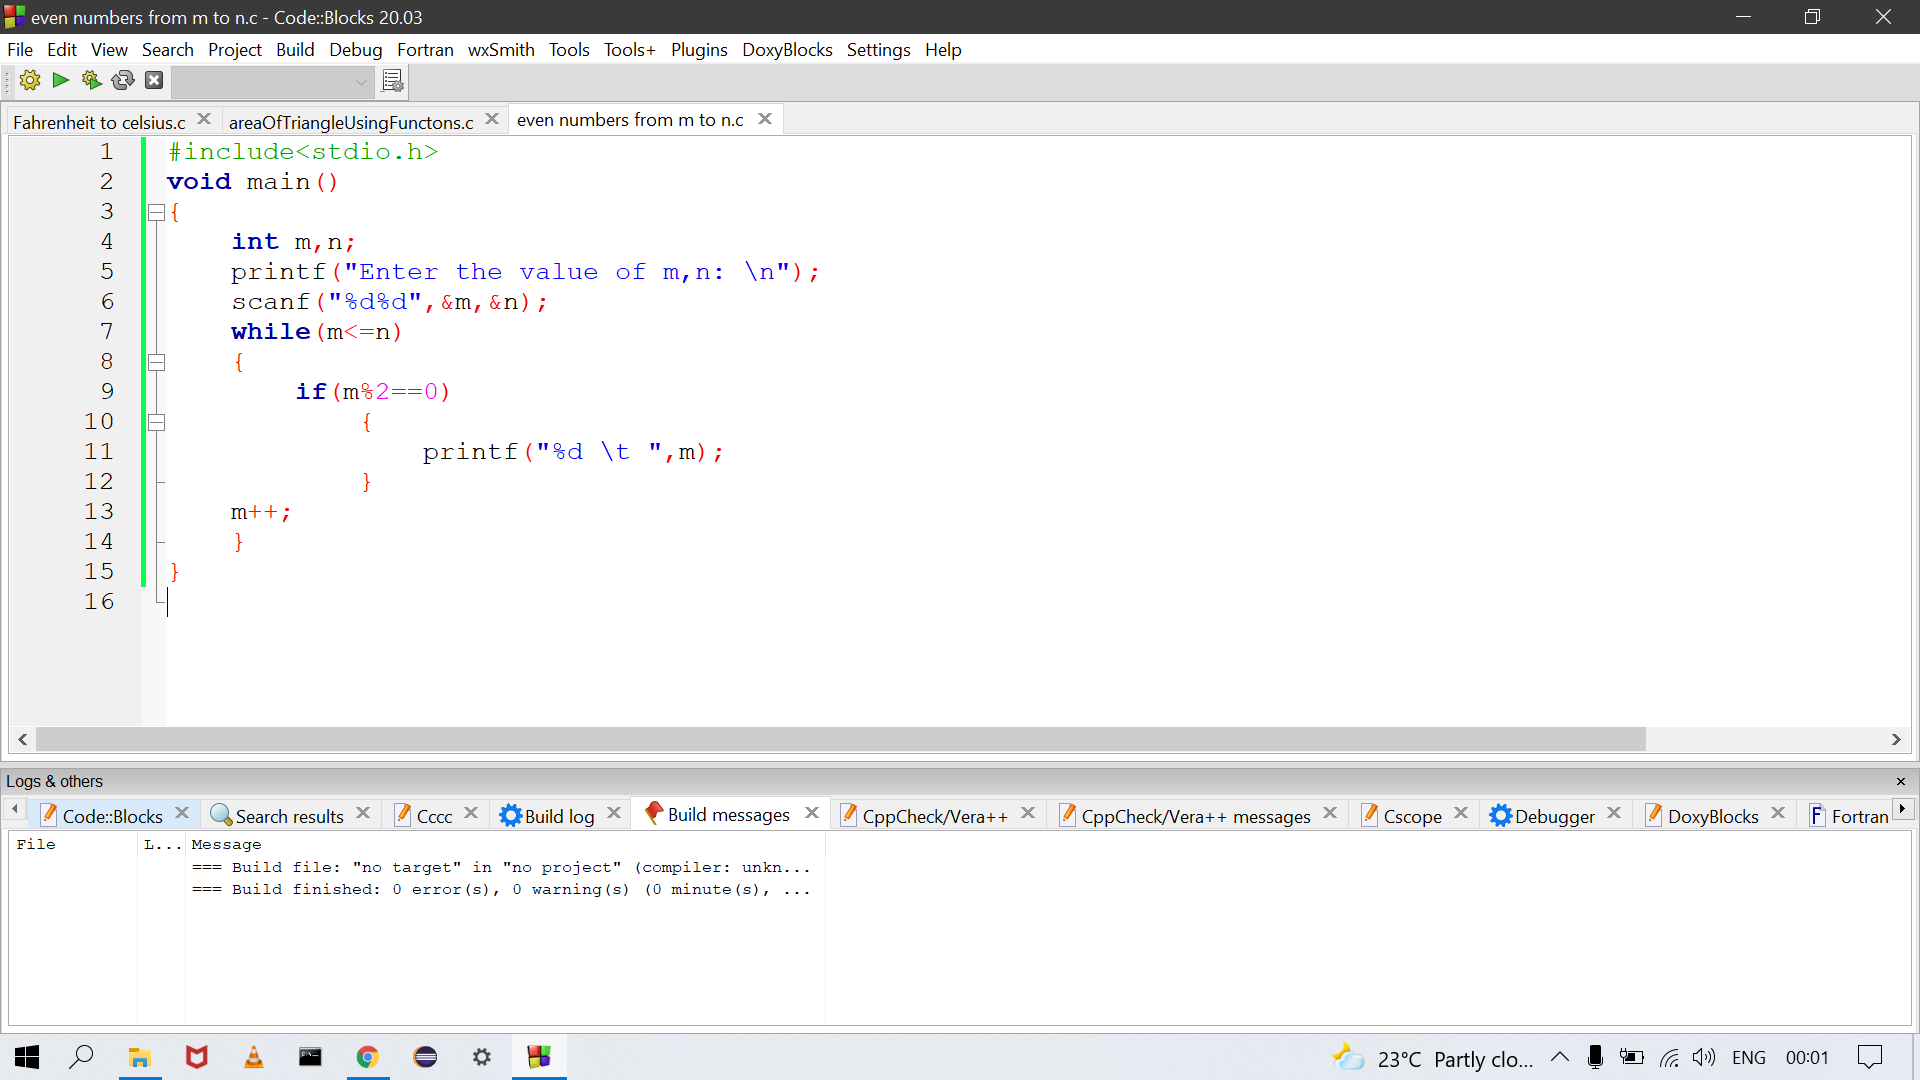 even numbers from m to n.c - Code::Blocks 20.03
File Edit View Search Project Build Debug Fortran wxSmith Tools Tools+ Plugins DoxyBlocks Settings Help
Fahrenheit to celsius.c areaOfTriangleUsingFunctons.c even numbers from m to n.c
1 #include<stdio.h>
2 void main()
3 {
4 int m,n;
5 printf("Enter the value of m,n: \n");
6 scanf("%d%d",&m,&n);
7 while(m<=n)
8 {
9 if(m%2==0)
10 {
11 printf("%d \t ",m);
12 }
13 m++;
14 }
15 }
16
Logs & others
Code::Blocks Search results Cccc Build log Build messages CppCheck/Vera++ CppCheck/Vera++ messages Cscope Debugger DoxyBlocks Fortran
File L... Message
=== Build file: "no target" in "no project" (compiler: unkn...
=== Build finished: 0 error(s), 0 warning(s) (0 minute(s), ...
23°C Partly clo... ENG 00:01